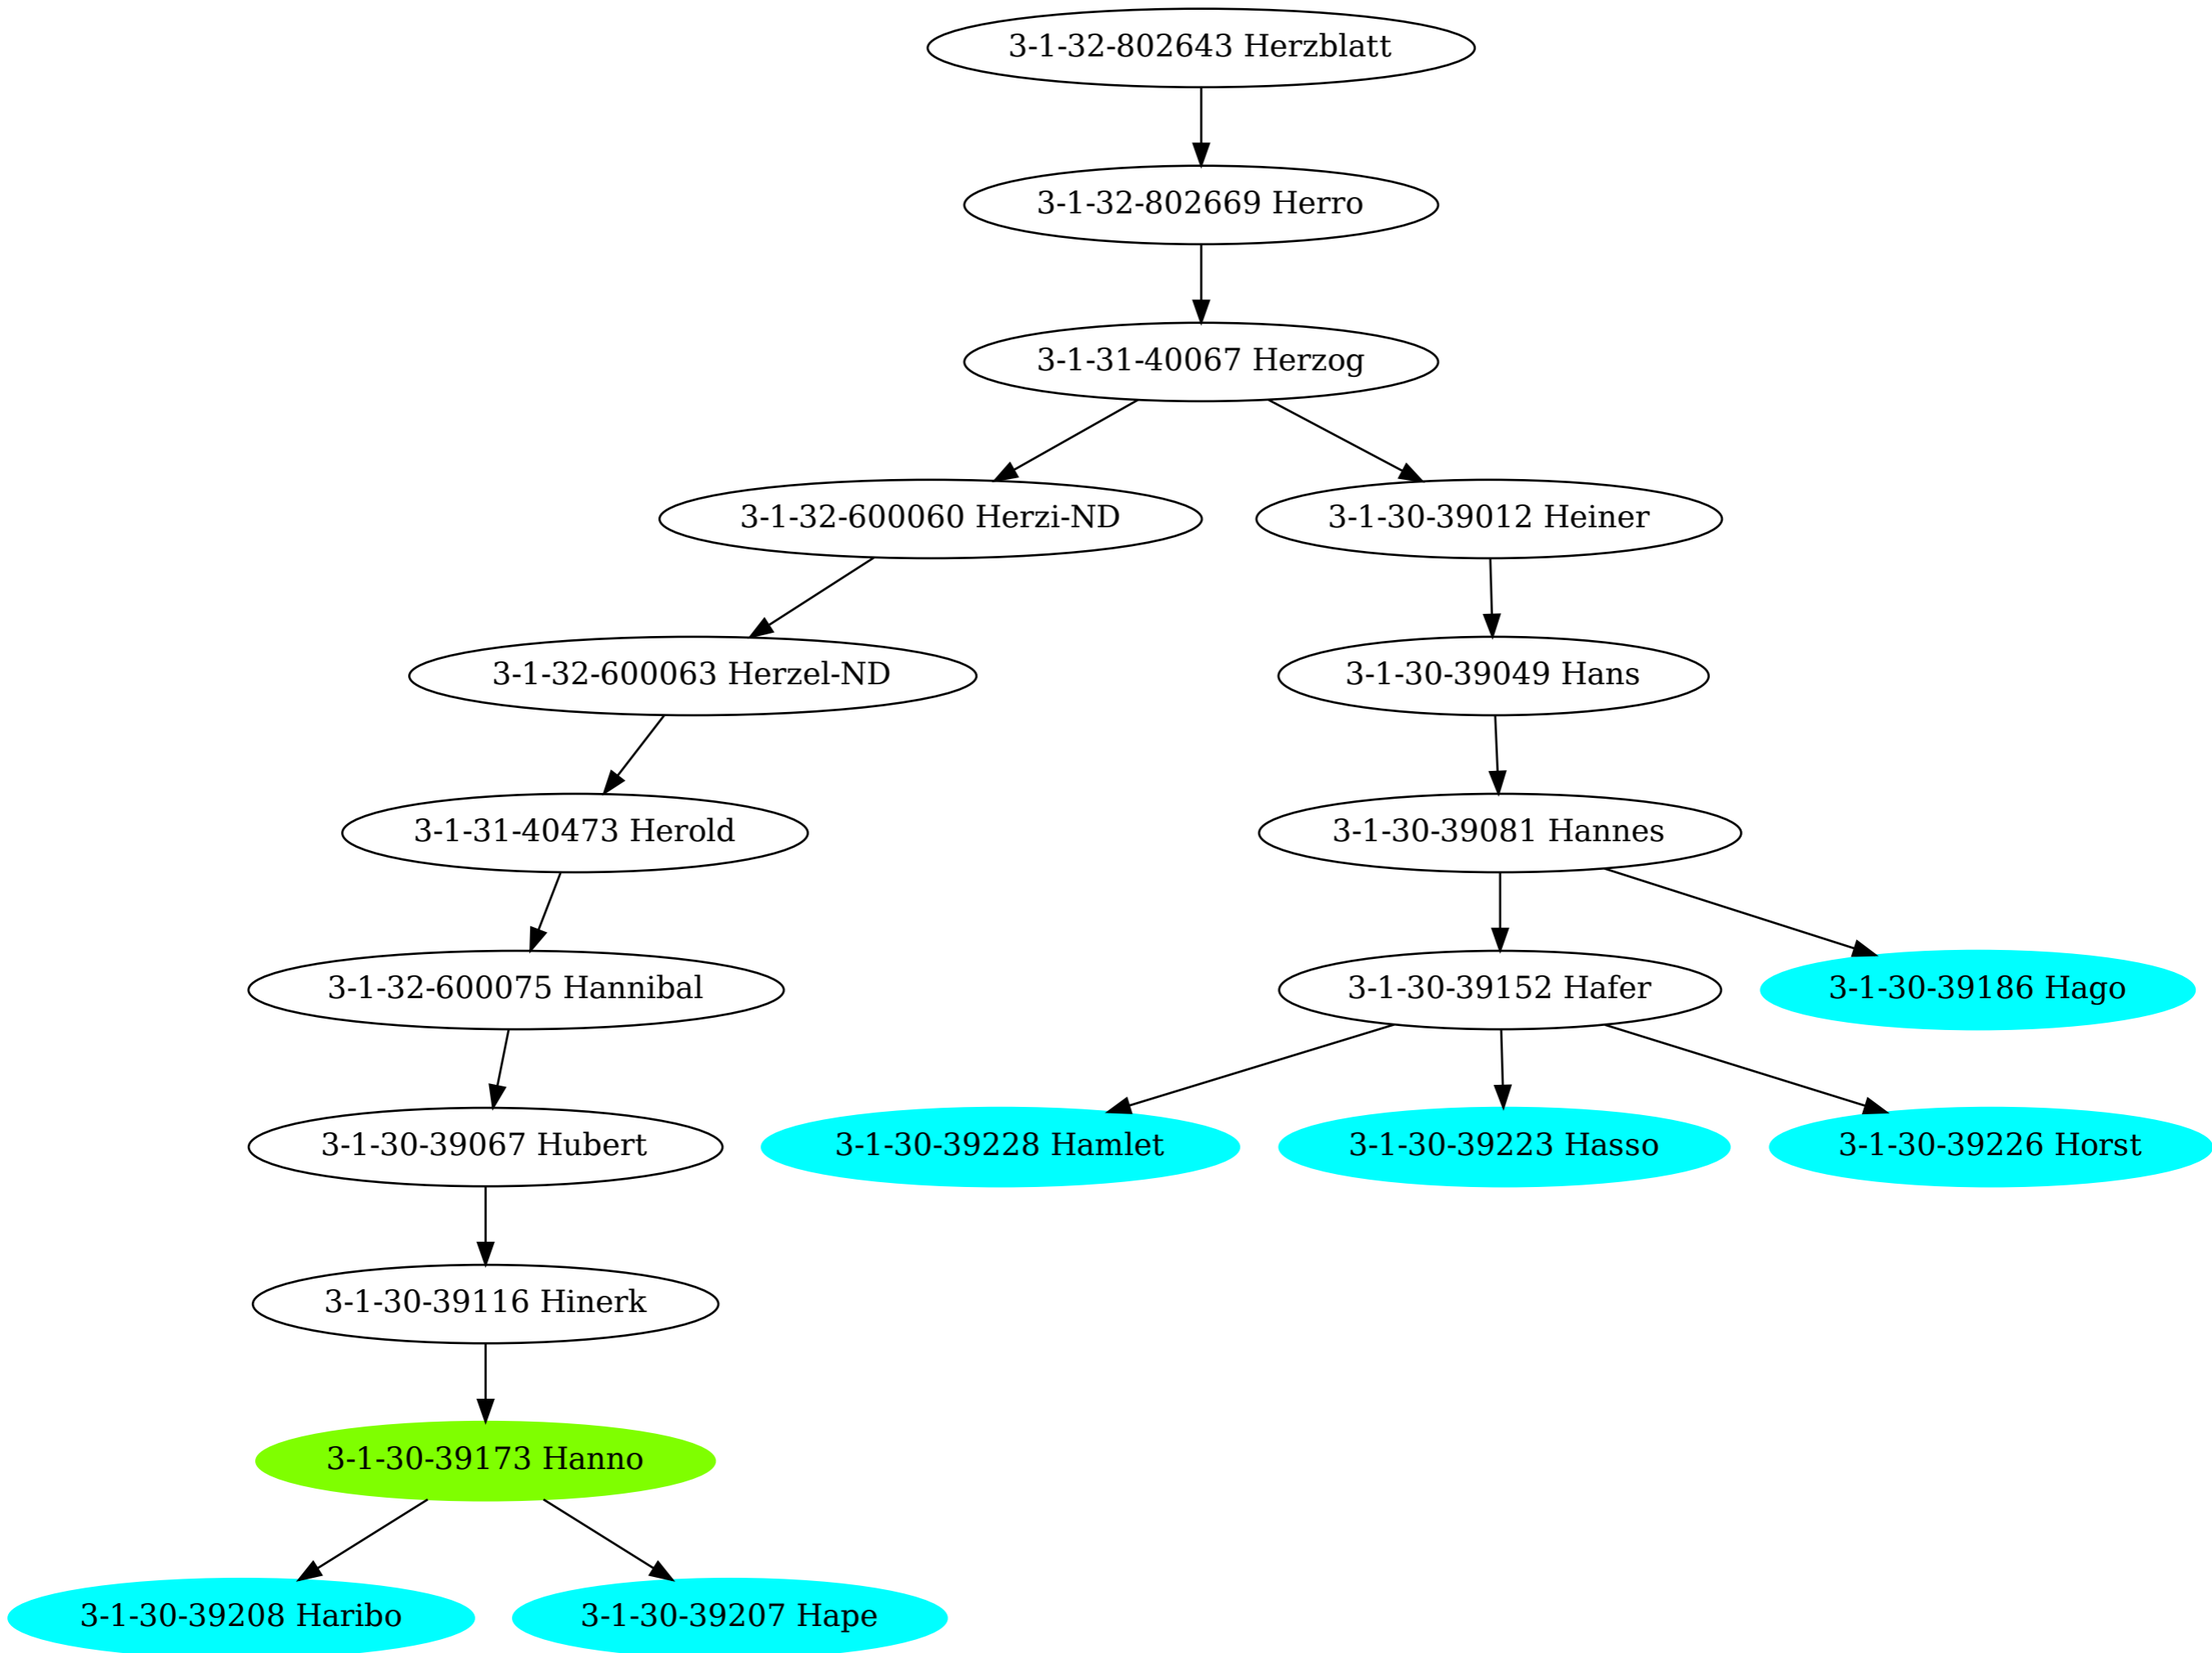 3-1-32-802643 Herzblatt
3-1-32-802669 Herro
3-1-31-40067 Herzog
3-1-32-600060 Herzi-ND
3-1-30-39012 Heiner
3-1-32-600063 Herzel-ND
3-1-30-39049 Hans
3-1-31-40473 Herold
3-1-30-39081 Hannes
3-1-32-600075 Hannibal
3-1-30-39152 Hafer
3-1-30-39186 Hago
3-1-30-39067 Hubert
3-1-30-39228 Hamlet
3-1-30-39223 Hasso
3-1-30-39226 Horst
3-1-30-39116 Hinerk
3-1-30-39173 Hanno
3-1-30-39208 Haribo
3-1-30-39207 Hape